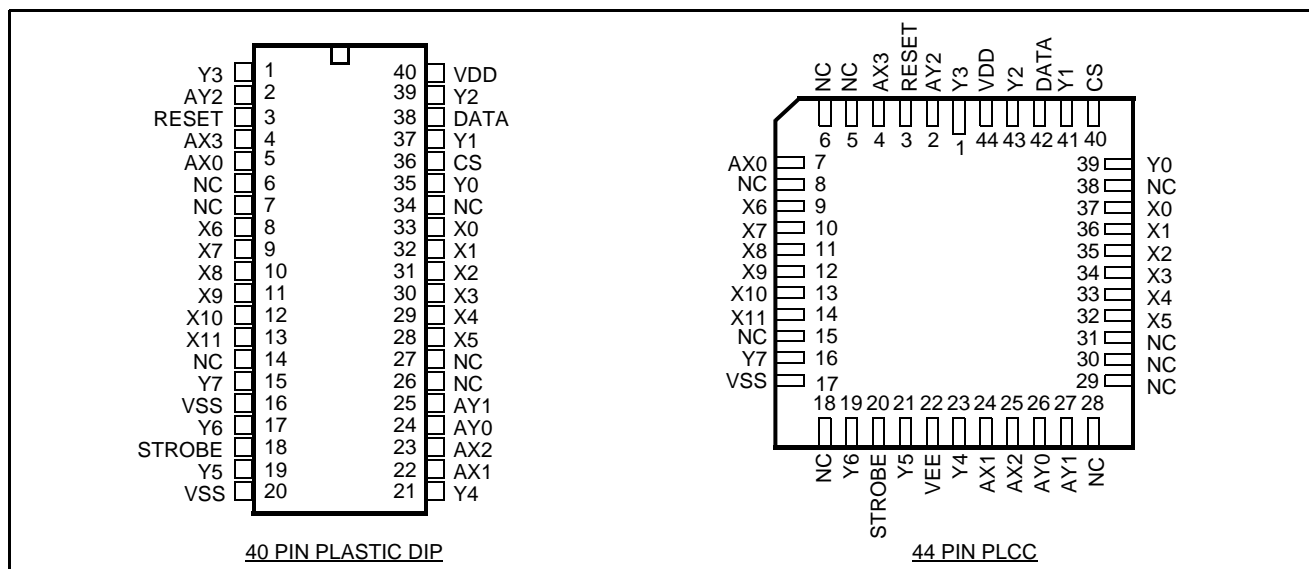 Y3 1 40 VDD
AY2 2 39 Y2
RESET 3 38 DATA
AX3 4 37 Y1
AX0 5 36 CS
NC 6 35 Y0
NC 7 34 NC
X6 8 33 X0
X7 9 32 X1
X8 10 31 X2
X9 11 30 X3
X10 12 29 X4
X11 13 28 X5
NC 14 27 NC
Y7 15 26 NC
VSS 16 25 AY1
Y6 17 24 AY0
STROBE 18 23 AX2
Y5 19 22 AX1
VSS 20 21 Y4
40 PIN PLASTIC DIP
NC NC AX3 RESET AY2 Y3 VDD Y2 DATA Y1 CS
6 5 4 3 2 1 44 43 42 41 40
AX0 7 39 Y0
NC 8 38 NC
X6 9 37 X0
X7 10 36 X1
X8 11 35 X2
X9 12 34 X3
X10 13 33 X4
X11 14 32 X5
NC 15 31 NC
Y7 16 30 NC
VSS 17 29 NC
18 19 20 21 22 23 24 25 26 27 28
NC Y6 STROBE Y5 VEE Y4 AX1 AX2 AY0 AY1 NC
44 PIN PLCC